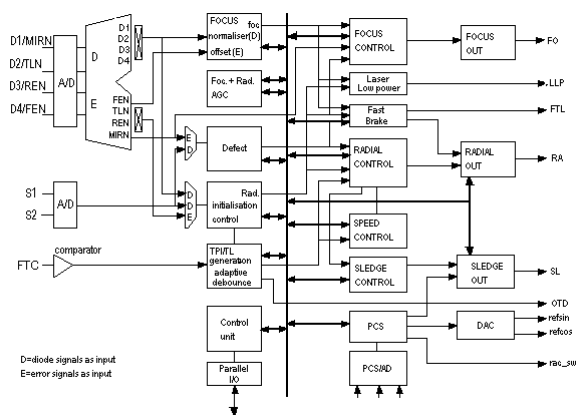 D1/MIRN
D2/TLN
D3/REN
D4/FEN
A/D
D
E
D1
D2
D3
D4
FEN
TLN
REN
MIRN
FOCUS foc
normaliser(D)
offset(E)
Foc. + Rad.
AGC
E
D
Defect
S1
S2
A/D
D
D
E
Rad.
initialisation
control
FTC
comparator
TPI/TL
generation
adaptive
debounce
Control
unit
Parallel
I/O
FOCUS
CONTROL
Laser
Low power
Fast
Brake
RADIAL
CONTROL
SPEED
CONTROL
SLEDGE
CONTROL
PCS
PCS/AD
FOCUS
OUT
RADIAL
OUT
SLEDGE
OUT
DAC
FO
LLP
FTL
RA
SL
OTD
refsin
refcos
rac_sw
D=diode signals as input
E=error signals as input